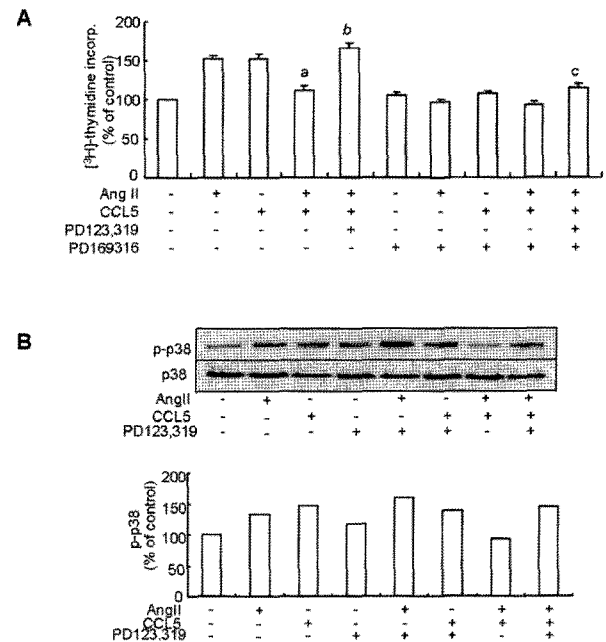 A
[³H]-thymidine incorp.
(% of control)
200
150
100
50
0
a
b
c
Ang II - + - + + - + - + +
CCL5 - - + + + - - + + +
PD123,319 - - - - + - - - - +
PD169316 - - - - - + + + + +
B
p-p38
p38
AngII - + - - + - + +
CCL5 - - + - - + + +
PD123,319 - - - + + + - +
p-p38
(% of control)
200
150
100
50
0
AngII - + - - + - + +
CCL5 - - + - - + + +
PD123,319 - - - + + + - +